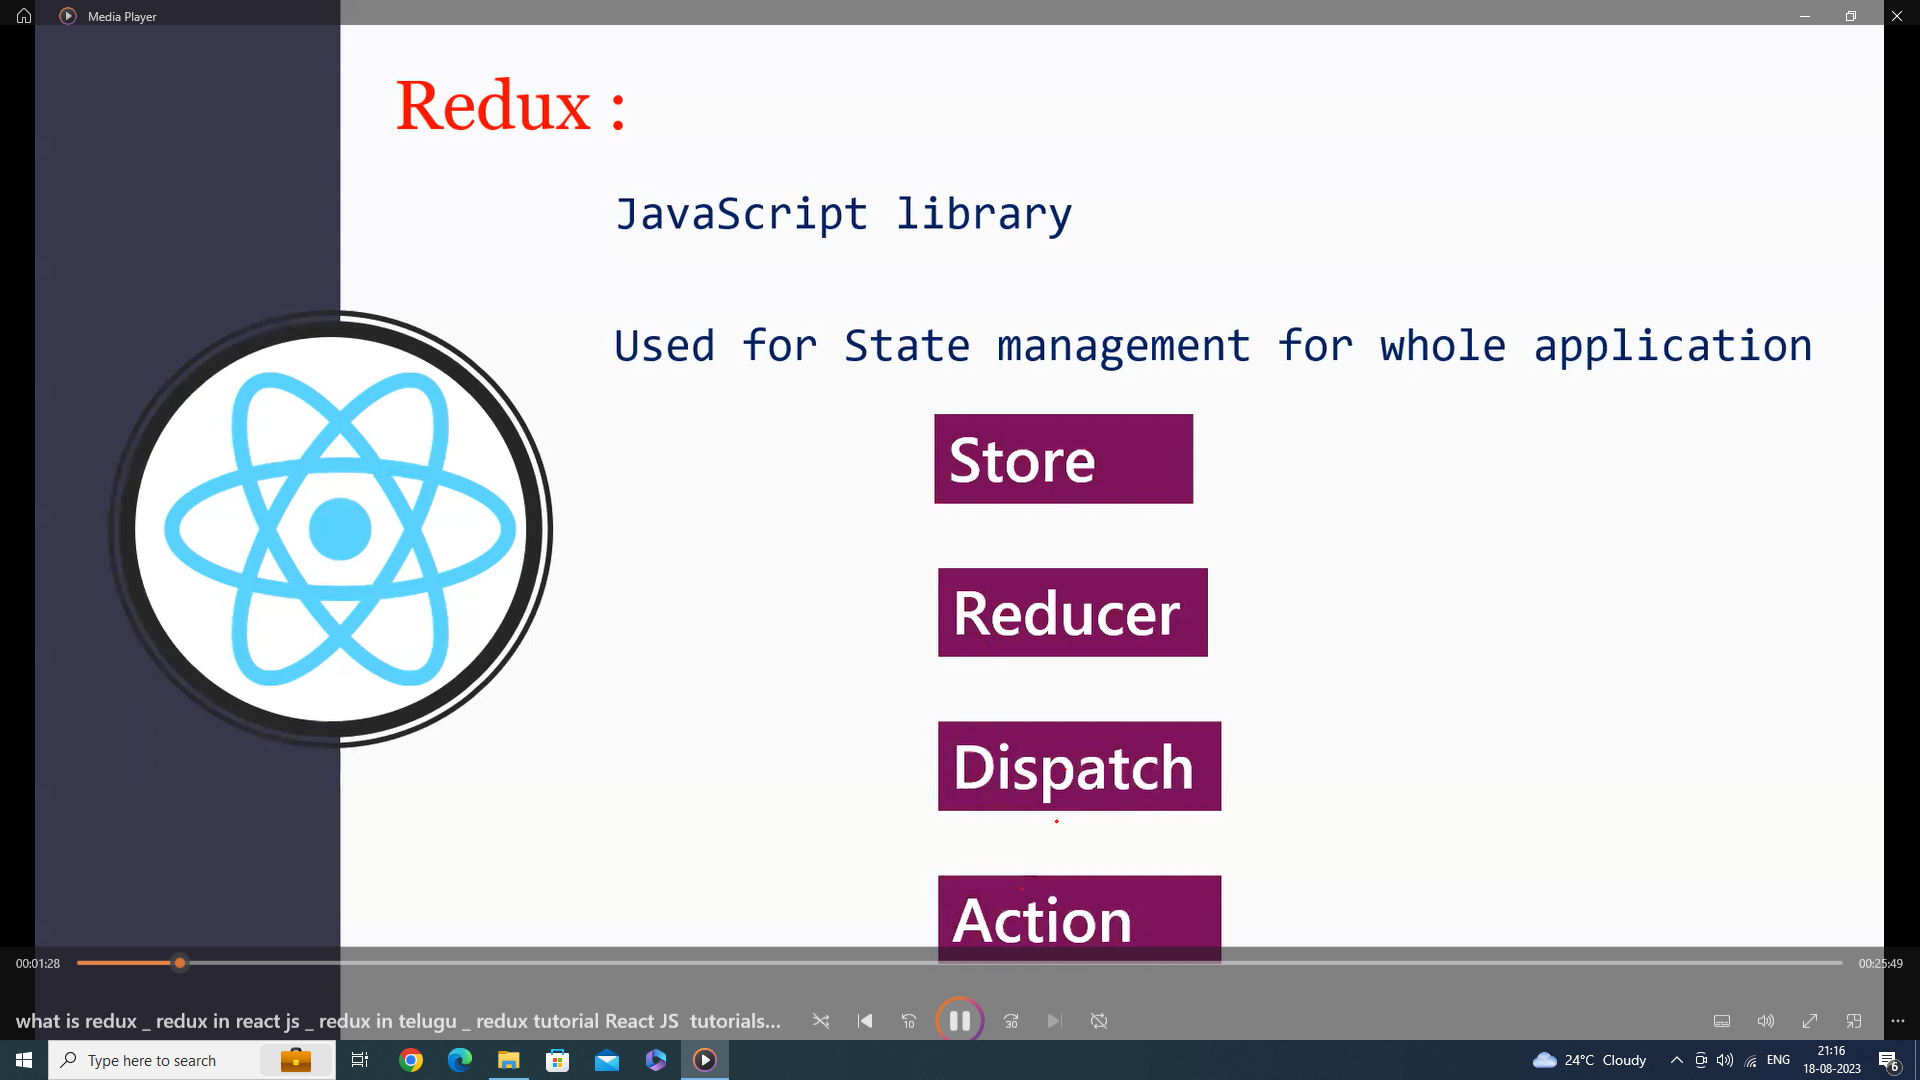 Media Player
Redux :
JavaScript library
Used for State management for whole application
Store
Reducer
Dispatch
Action
00:01:28
00:25:49
what is redux _ redux in react js _ redux in telugu _ redux tutorial React JS  tutorials...
10
30
Type here to search
24°C Cloudy
ENG
21:16
18-08-2023
6